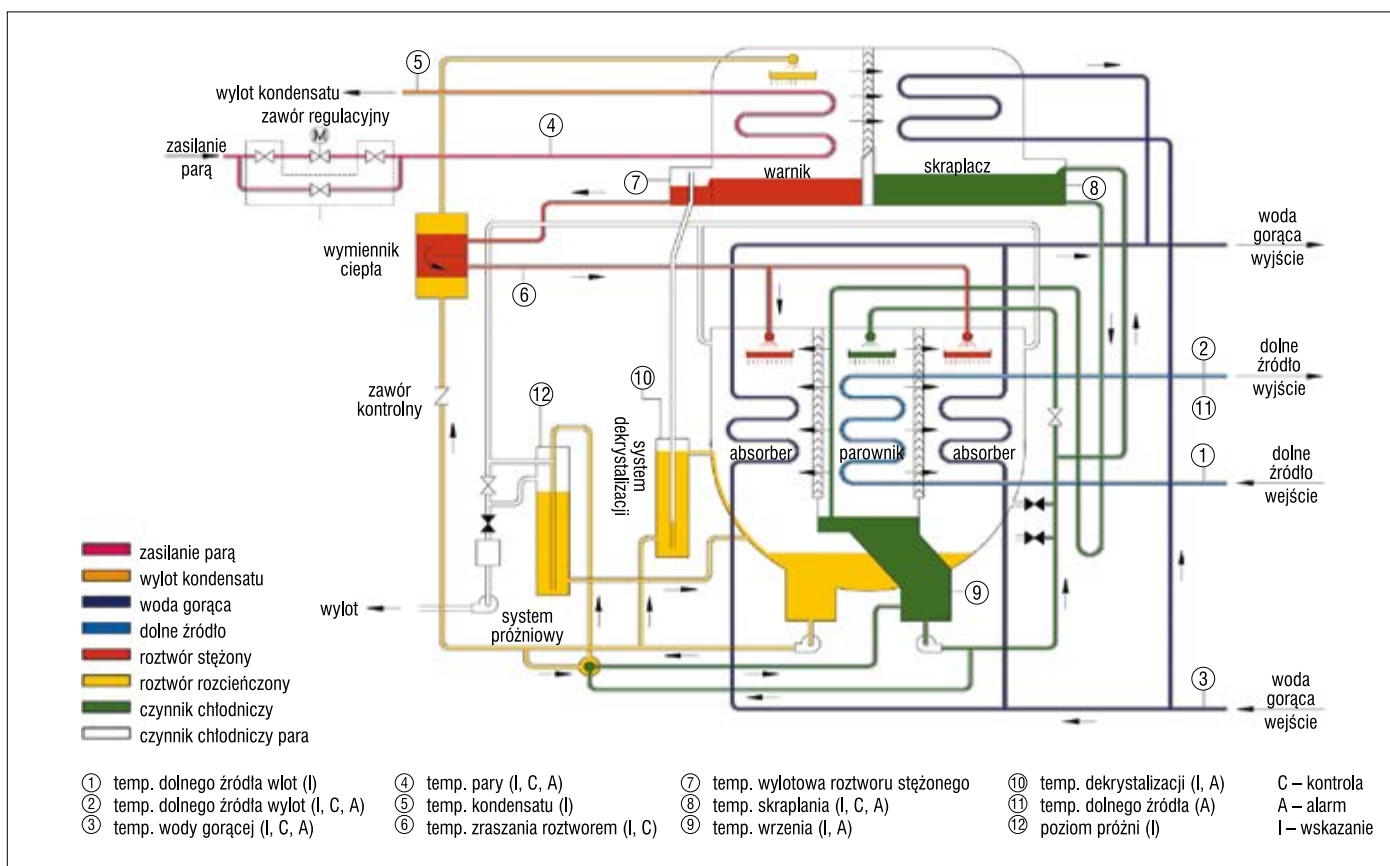 5
wylot kondensatu
zawór regulacyjny
M
zasilanie
parą
4
7
warnik
skraplacz
8
wymiennik
ciepła
6
woda
gorąca
wyjście
2
dolne
źródło
wyjście
11
zawór
kontrolny
12
10
system
dekrystalizacji
absorber
parownik
absorber
1
dolne
źródło
wejście
zasilanie parą
wylot kondensatu
woda gorąca
dolne źródło
roztwór stężony
roztwór rozcieńczony
czynnik chłodniczy
czynnik chłodniczy para
wylot
system
próżniowy
9
3
woda
gorąca
wejście
1 temp. dolnego źródła wlot (I)
2 temp. dolnego źródła wylot (I, C, A)
3 temp. wody gorącej (I, C, A)
4 temp. pary (I, C, A)
5 temp. kondensatu (I)
6 temp. zraszania roztworem (I, C)
7 temp. wylotowa roztworu stężonego
8 temp. skraplania (I, C, A)
9 temp. wrzenia (I, A)
10 temp. dekrystalizacji (I, A)
11 temp. dolnego źródła (A)
12 poziom próżni (I)
C – kontrola
A – alarm
I – wskazanie